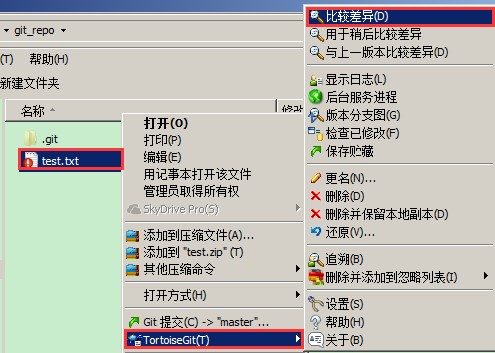 git_repo
(T) 帮助(H)
新建文件夹
名称
修改
.git
test.txt
打开(O)
打印(P)
编辑(E)
用记事本打开该文件
管理员取得所有权
SkyDrive Pro(S)
添加到压缩文件(A)...
添加到 "test.zip" (T)
其他压缩命令
打开方式(H)
Git 提交(C) -> "master"...
TortoiseGit(T)
比较差异(D)
用于稍后比较差异
与上一版本比较差异(D)
显示日志(L)
后台服务进程
版本分支图(G)
检查已修改(F)
保存贮藏
更名(N)...
删除(D)
删除并保留本地副本(D)
还原(V)...
追溯(B)
删除并添加到忽略列表(I)
设置(S)
帮助(H)
关于(B)